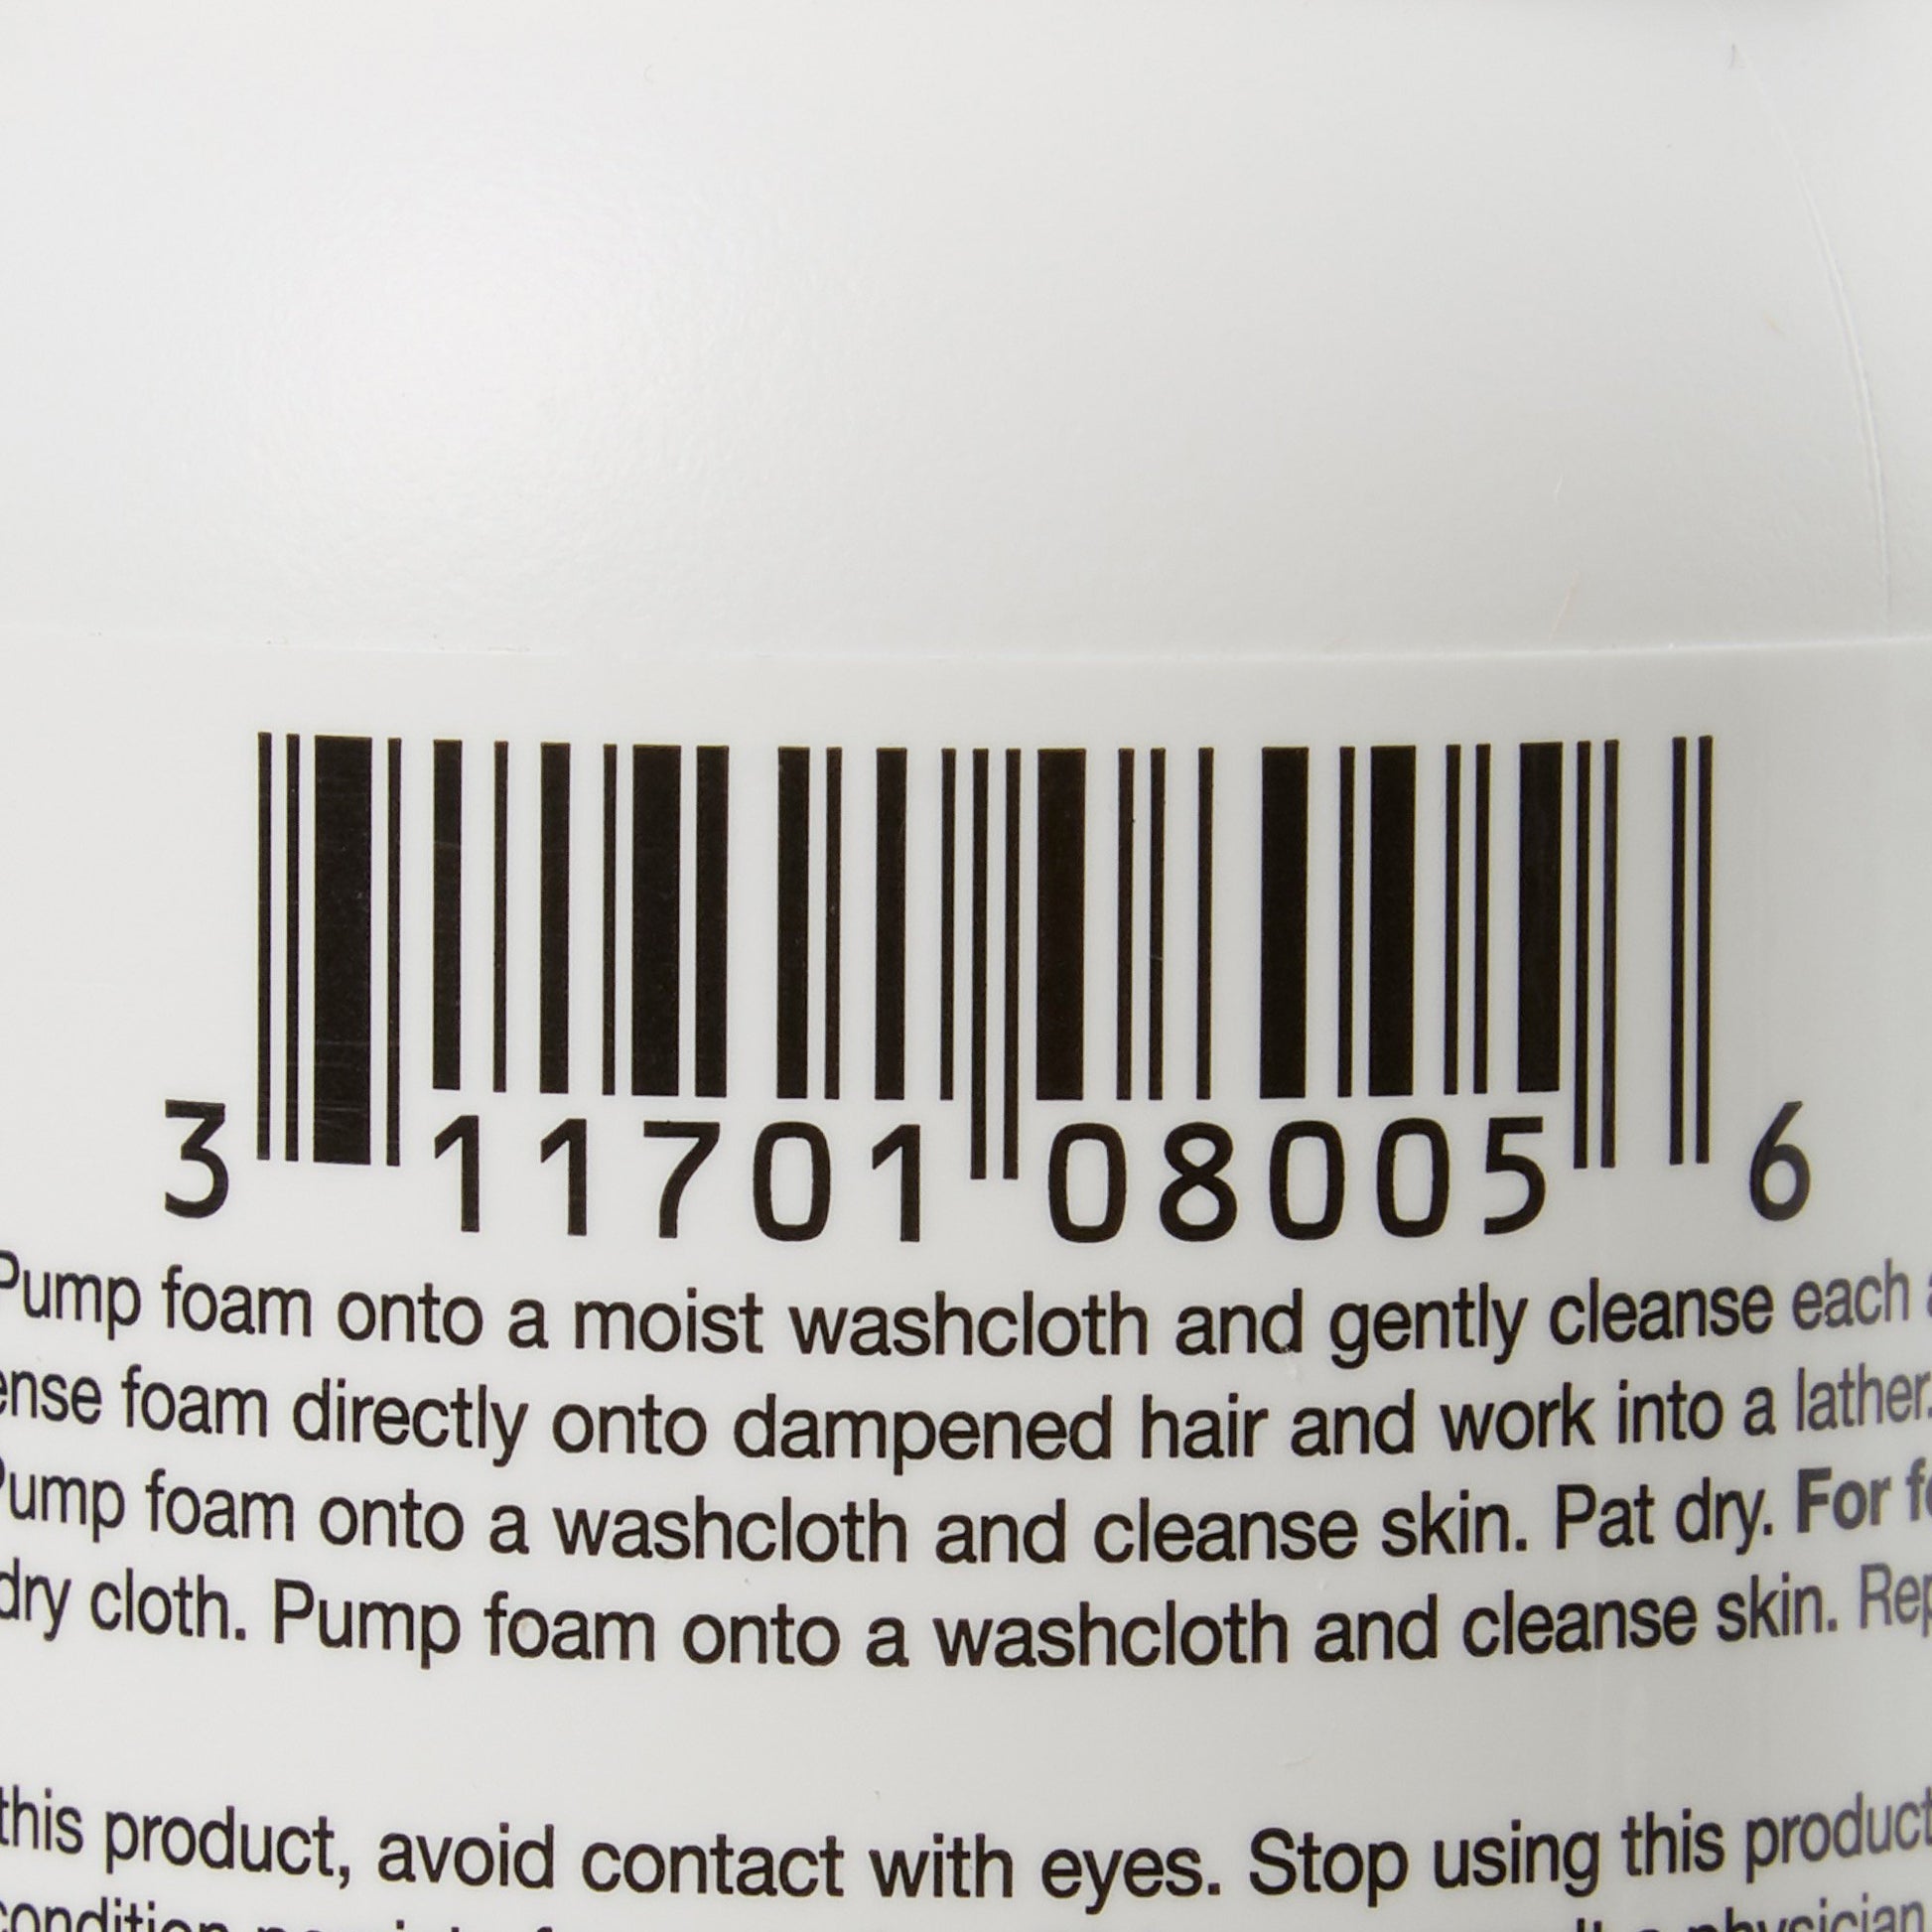 3 11701 08005 6
Pump foam onto a moist washcloth and gently cleanse each
foam directly onto dampened hair and work into a lather.
Pump foam onto a washcloth and cleanse skin. Pat dry. For
dry cloth. Pump foam onto a washcloth and cleanse skin.
this product, avoid contact with eyes. Stop using this product
condition physician